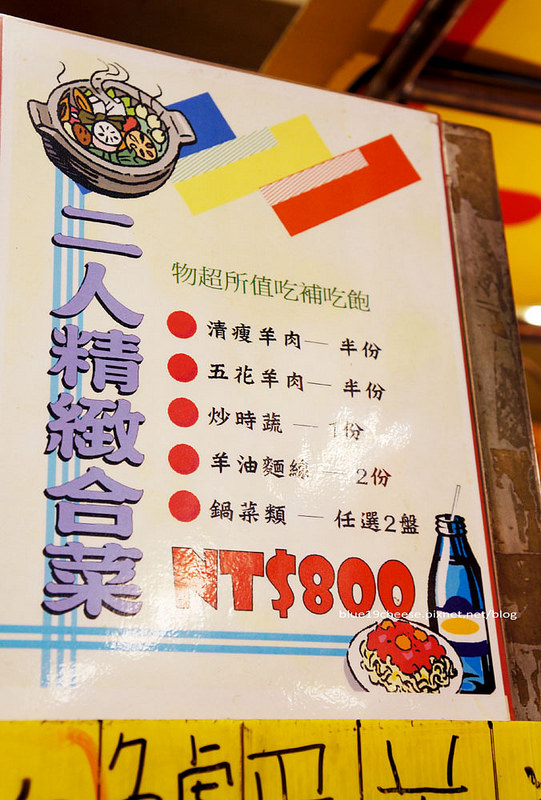 二人精緻合菜
物超所值吃補吃飽
清瘦羊肉— 半份
五花羊肉— 半份
炒時蔬 — 1份
羊油麵線 — 2份
鍋菜類 — 任選2盤
NT$800
blue19cheese.pixnet.net/blog